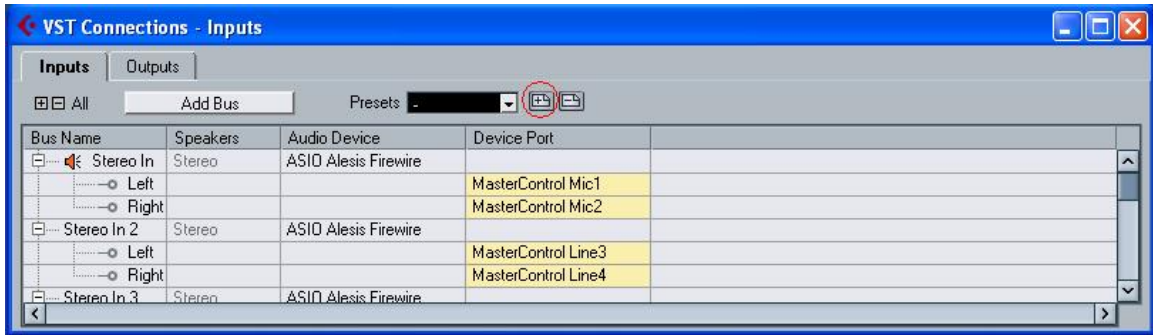 VST Connections - Inputs
Inputs Outputs
All Add Bus Presets -
Bus Name Speakers Audio Device Device Port
Stereo In Stereo ASIO Alesis Firewire
Left MasterControl Mic1
Right MasterControl Mic2
Stereo In 2 Stereo ASIO Alesis Firewire
Left MasterControl Line3
Right MasterControl Line4
Stereo In 3 Stereo ASIO Alesis Firewire